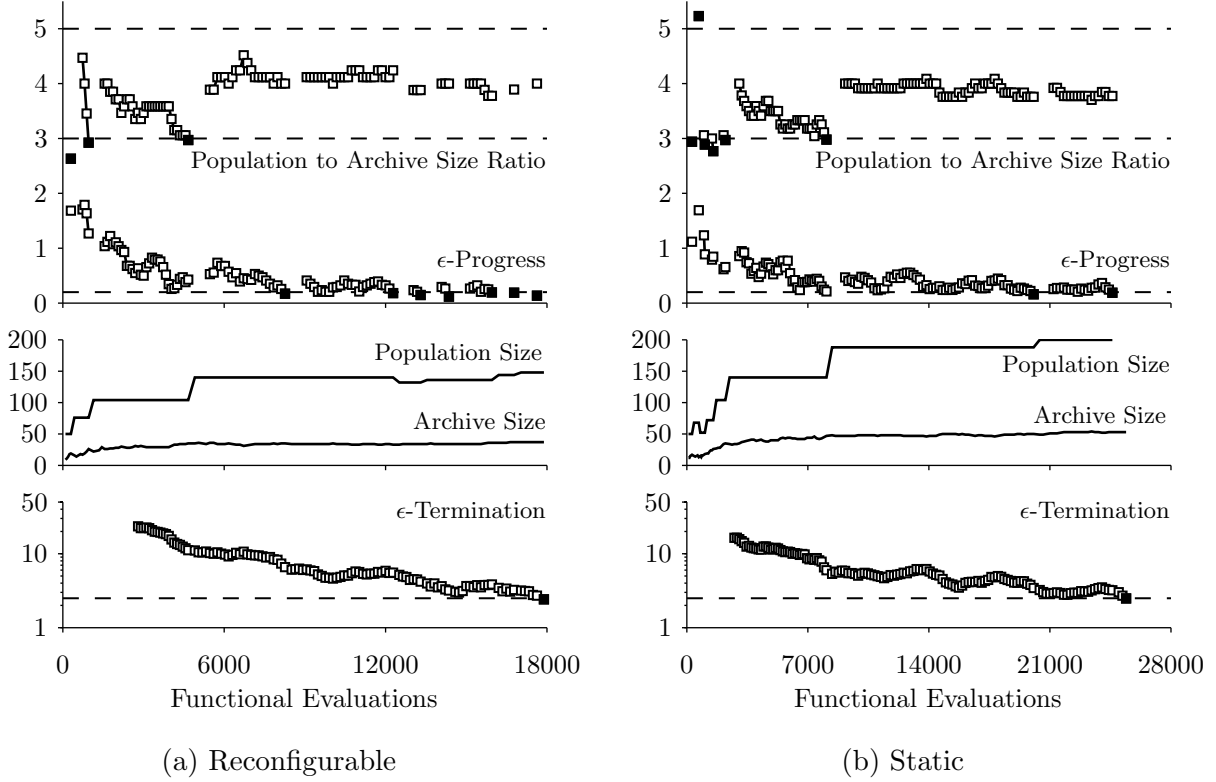 5
4
3
Population to Archive Size Ratio
2
1
ϵ-Progress
0
200
Population Size
150
100
Archive Size
50
0
50
ϵ-Termination
10
1
0 6000 12000 18000
Functional Evaluations
(a) Reconfigurable
5
4
3
Population to Archive Size Ratio
2
1
ϵ-Progress
0
200
150
Population Size
100
Archive Size
50
0
50
ϵ-Termination
10
1
0 7000 14000 21000 28000
Functional Evaluations
(b) Static